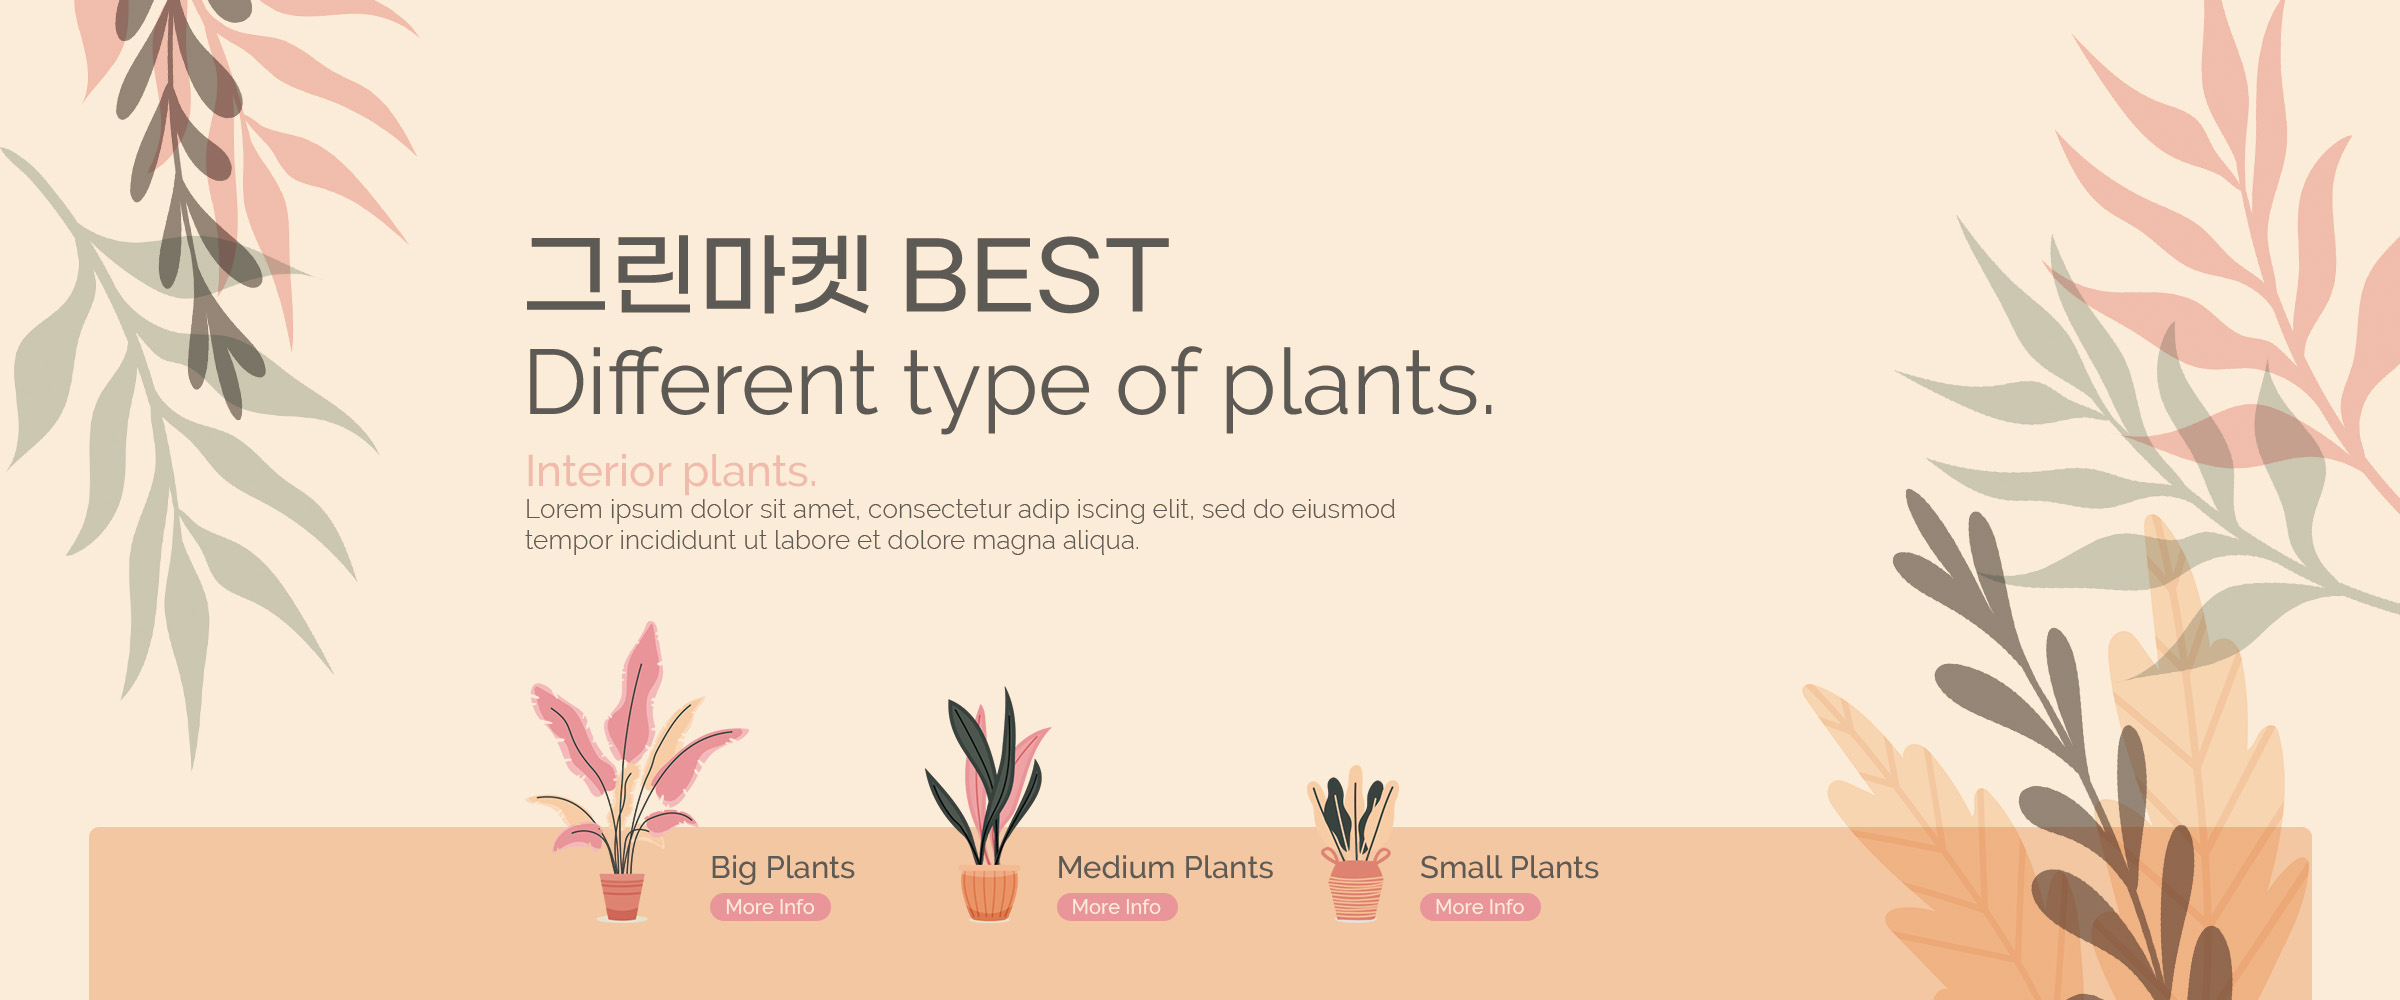 그린마켓 BEST
Different type of plants.
Interior plants.
Lorem ipsum dolor sit amet, consectetur adip iscing elit, sed do eiusmod
tempor incididunt ut labore et dolore magna aliqua.
Big Plants
More Info
Medium Plants
More Info
Small Plants
More Info